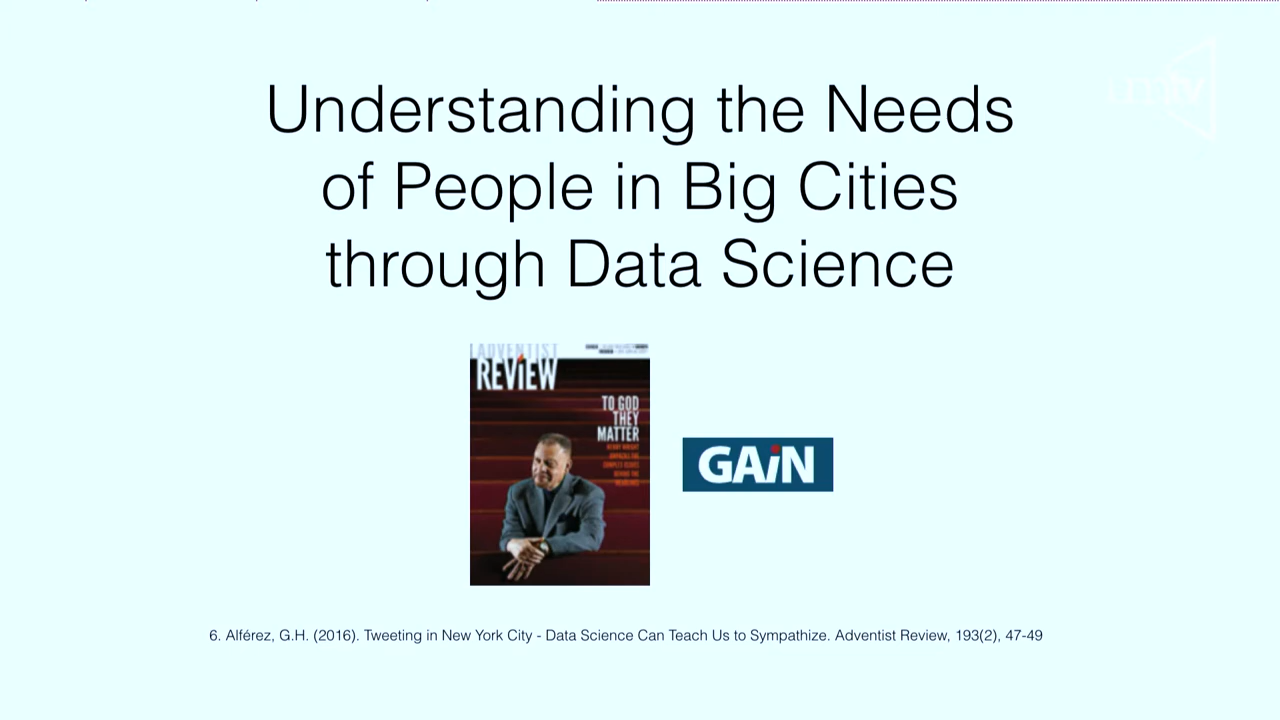 umtv
Understanding the Needs
of People in Big Cities
through Data Science
ADVENTIST
REVIEW
TO GOD
THEY
MATTER
GAiN
6. Alférez, G.H. (2016). Tweeting in New York City - Data Science Can Teach Us to Sympathize. Adventist Review, 193(2), 47-49